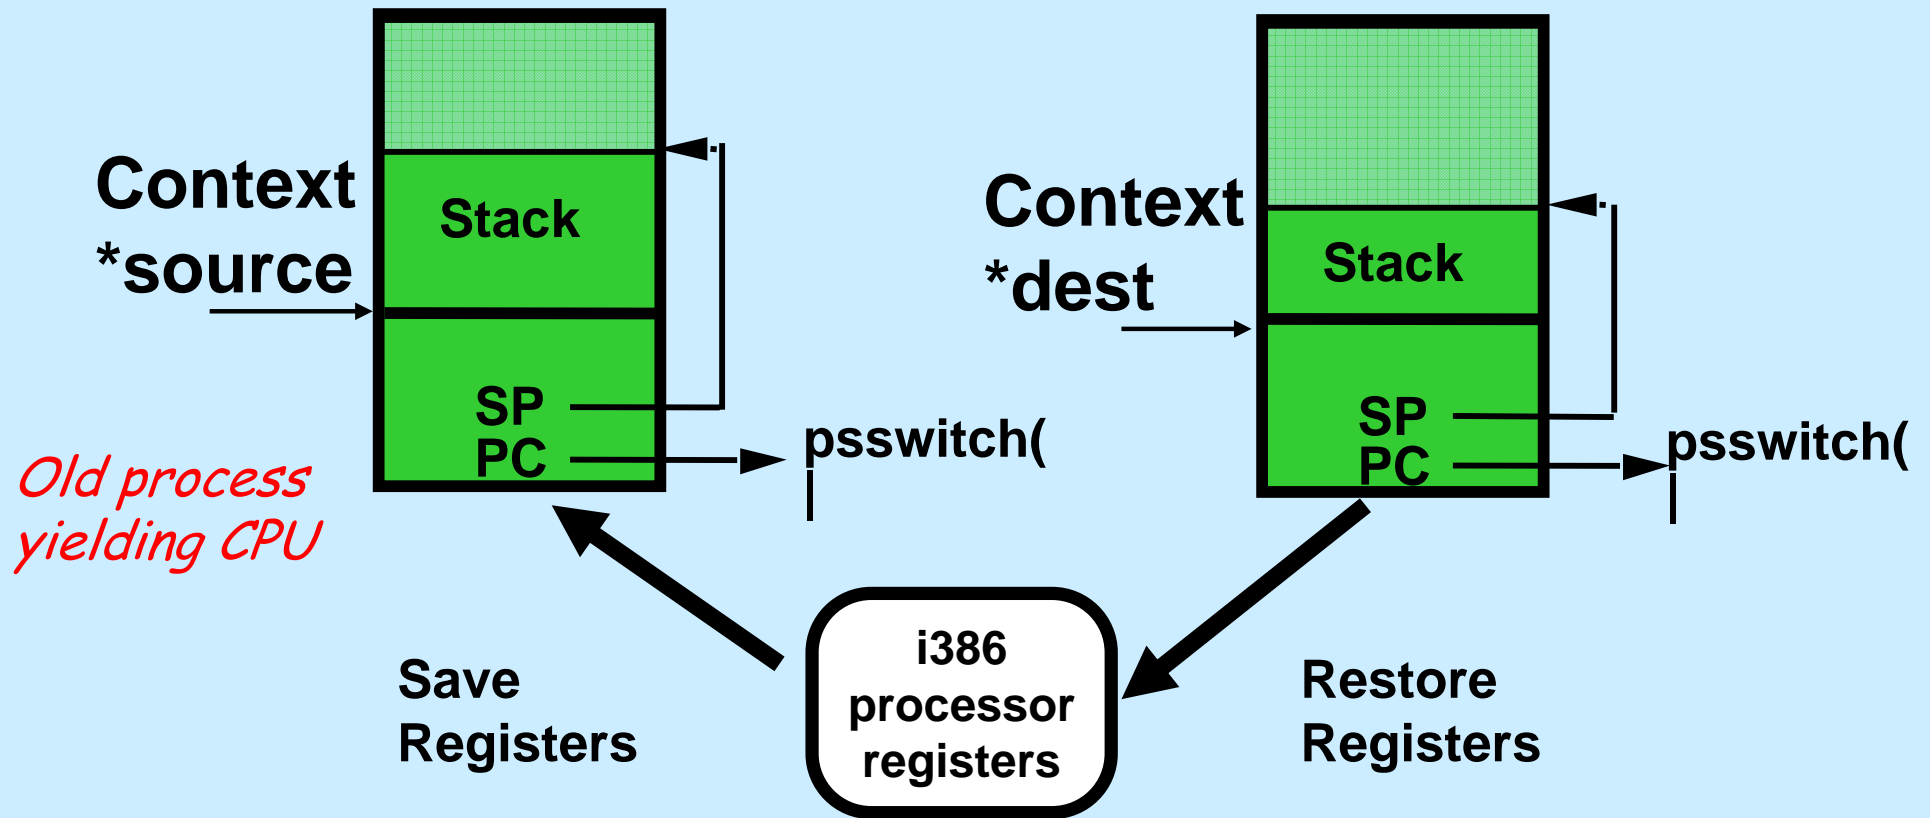 Context
*source
Stack
SP
PC
psswitch(
Old process
yielding CPU
Save
Registers
Context
*dest
Stack
SP
PC
psswitch(
i386
processor
registers
Restore
Registers